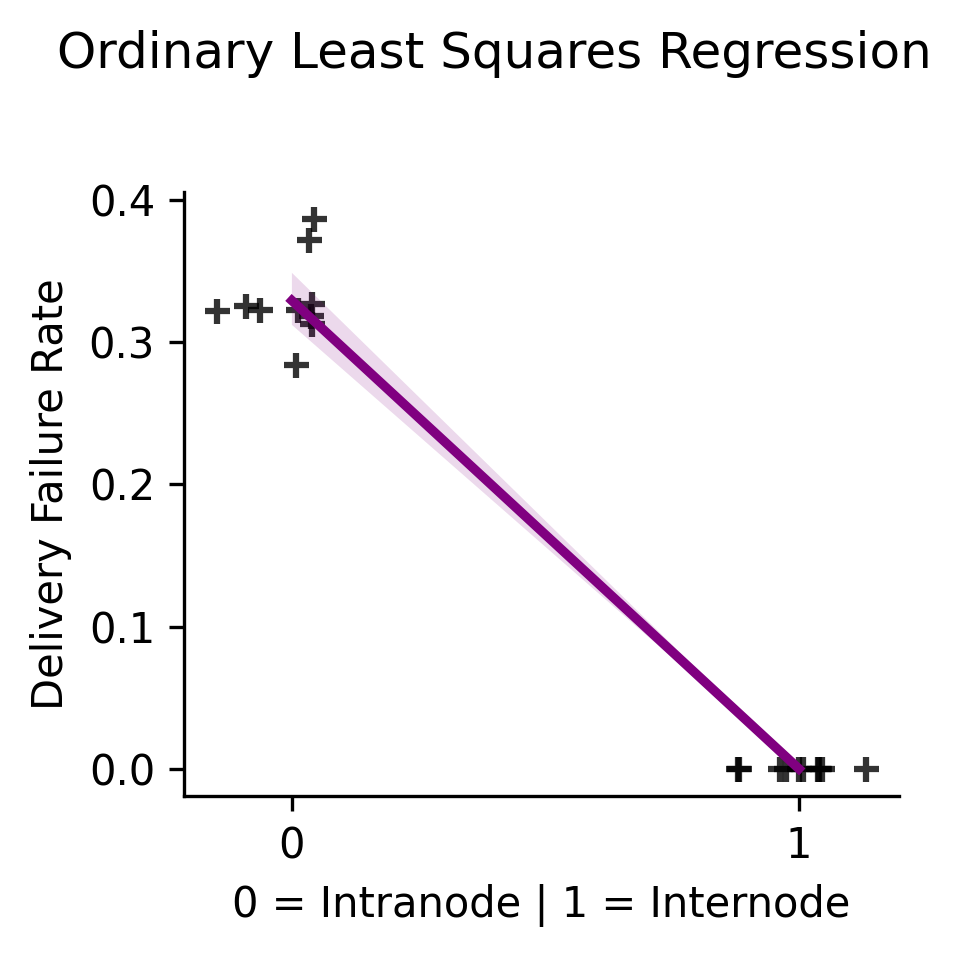 Ordinary Least Squares Regression
0.4
0.3
0.2
0.1
0.0
Delivery Failure Rate
0 1
0 = Intranode | 1 = Internode